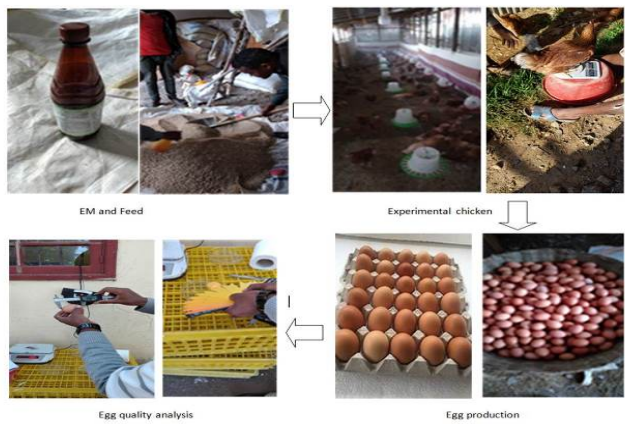 EM and Feed
Experimental chicken
Egg quality analysis
Egg production